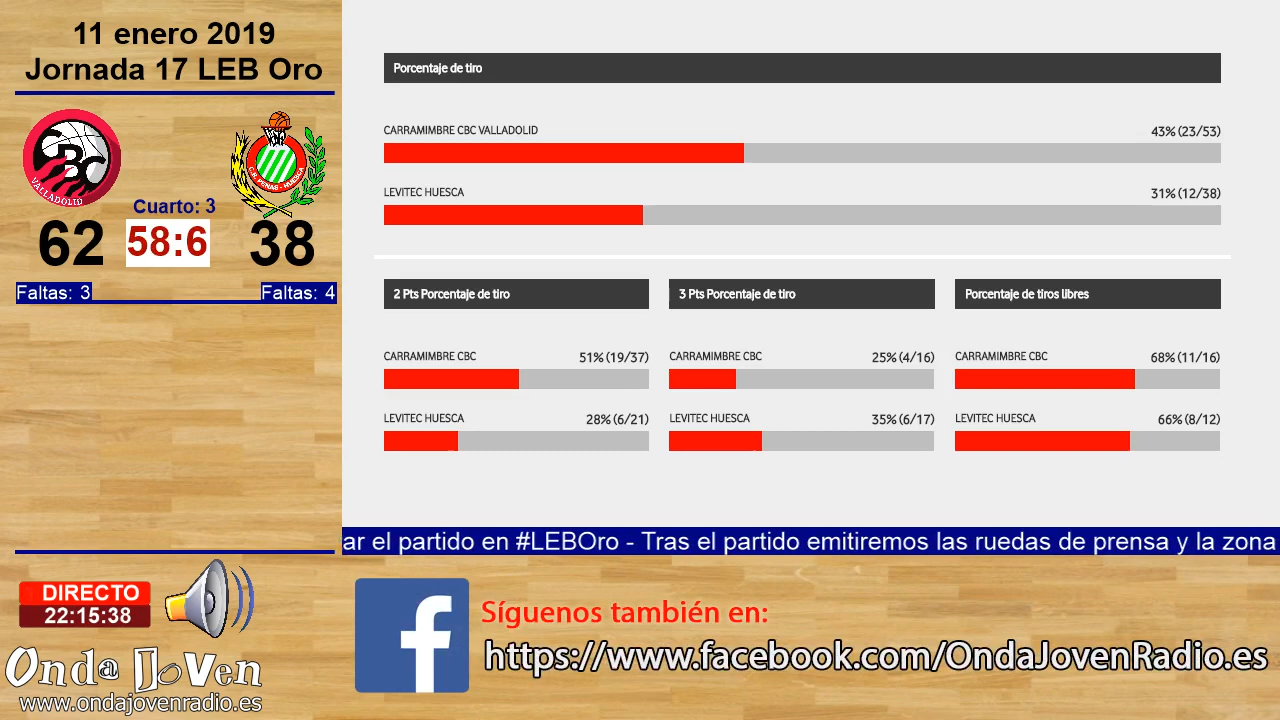 11 enero 2019
Jornada 17 LEB Oro
CBC
VALLADOLID
C.B. PEÑAS - HUESCA
Cuarto: 3
62
58:6
38
Faltas: 3
Faltas: 4
Porcentaje de tiro
CARRAMIMBRE CBC VALLADOLID
43% (23/53)
LEVITEC HUESCA
31% (12/38)
2 Pts Porcentaje de tiro
CARRAMIMBRE CBC
51% (19/37)
LEVITEC HUESCA
28% (6/21)
3 Pts Porcentaje de tiro
CARRAMIMBRE CBC
25% (4/16)
LEVITEC HUESCA
35% (6/17)
Porcentaje de tiros libres
CARRAMIMBRE CBC
68% (11/16)
LEVITEC HUESCA
66% (8/12)
ar el partido en #LEBOro - Tras el partido emitiremos las ruedas de prensa y la zona
DIRECTO
22:15:38
Onda Joven
www.ondajovenradio.es
f
Síguenos también en:
https://www.facebook.com/OndaJovenRadio.es